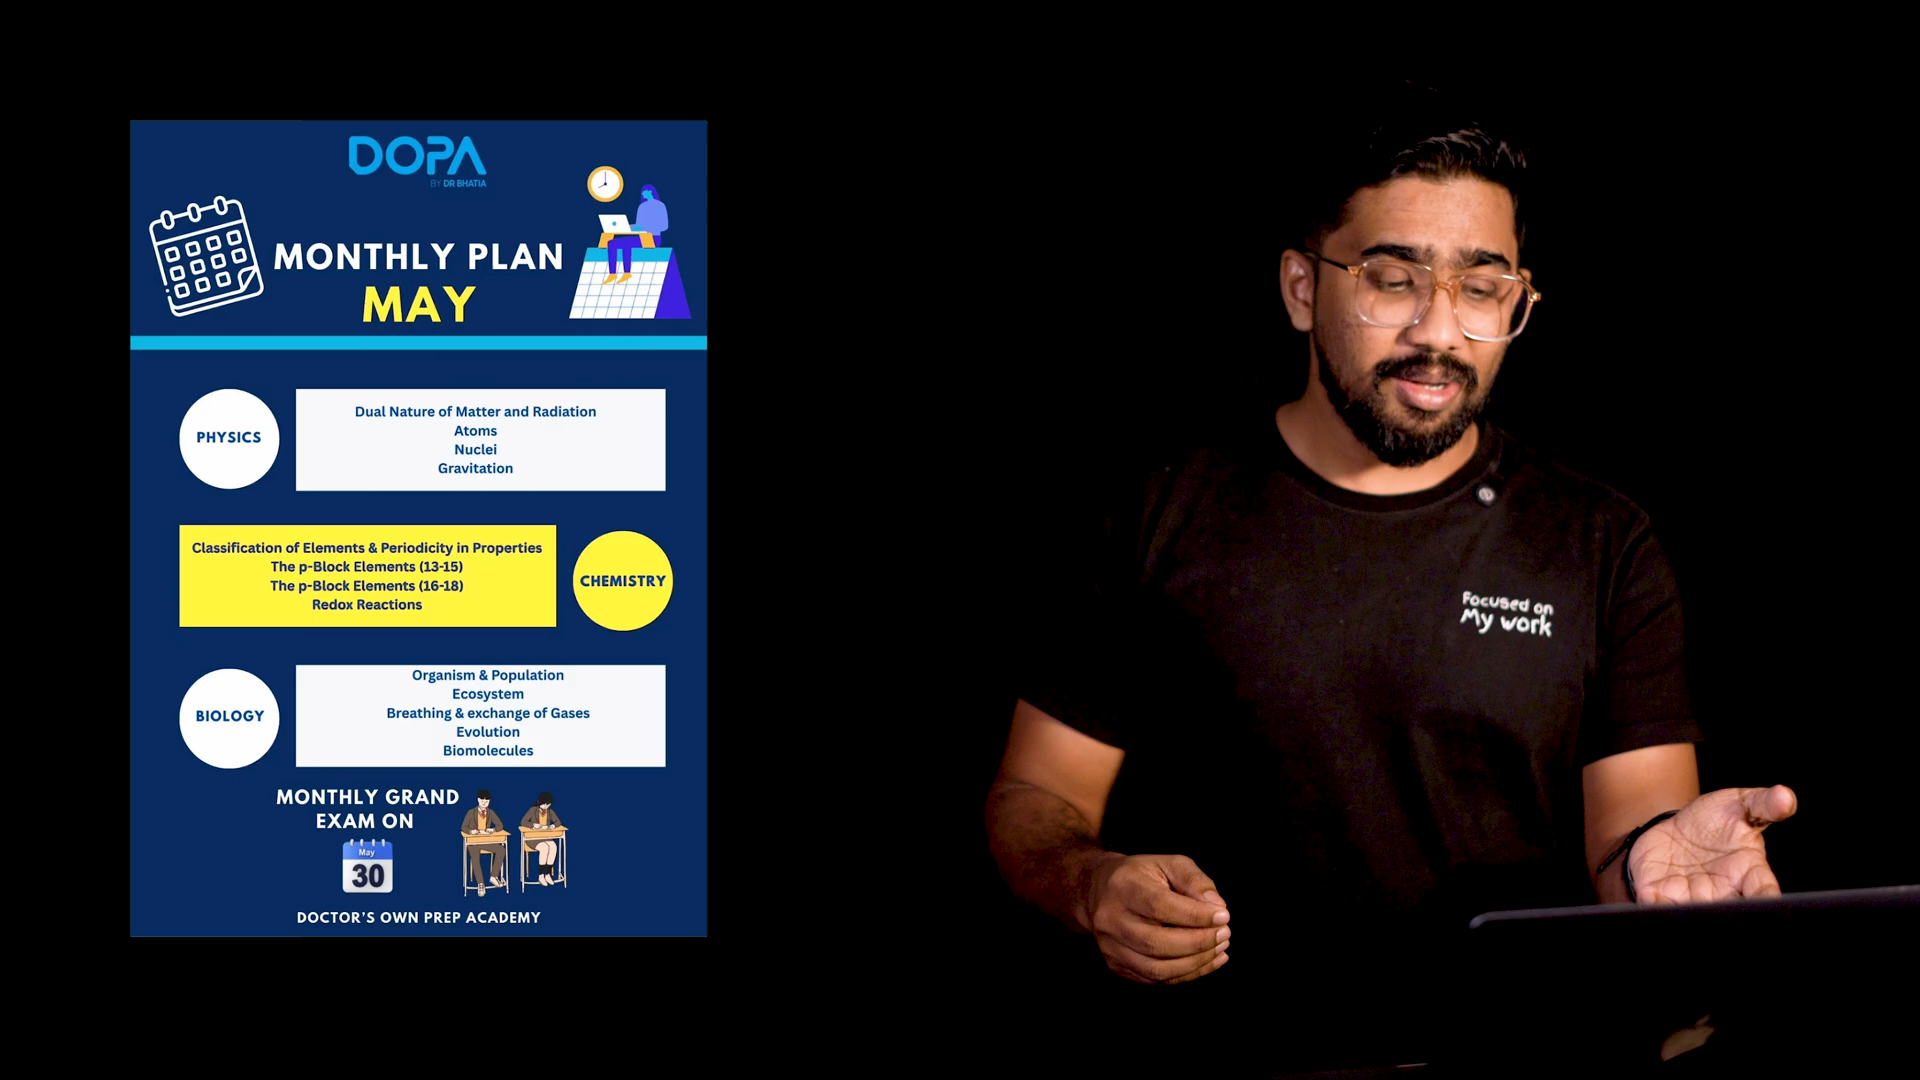 DOPA
BY DR BHATIA
MONTHLY PLAN
MAY
PHYSICS
Dual Nature of Matter and Radiation
Atoms
Nuclei
Gravitation
Classification of Elements & Periodicity in Properties
The p-Block Elements (13-15)
The p-Block Elements (16-18)
Redox Reactions
CHEMISTRY
BIOLOGY
Organism & Population
Ecosystem
Breathing & exchange of Gases
Evolution
Biomolecules
MONTHLY GRAND
EXAM ON
May
30
DOCTOR'S OWN PREP ACADEMY
Focused on
My work